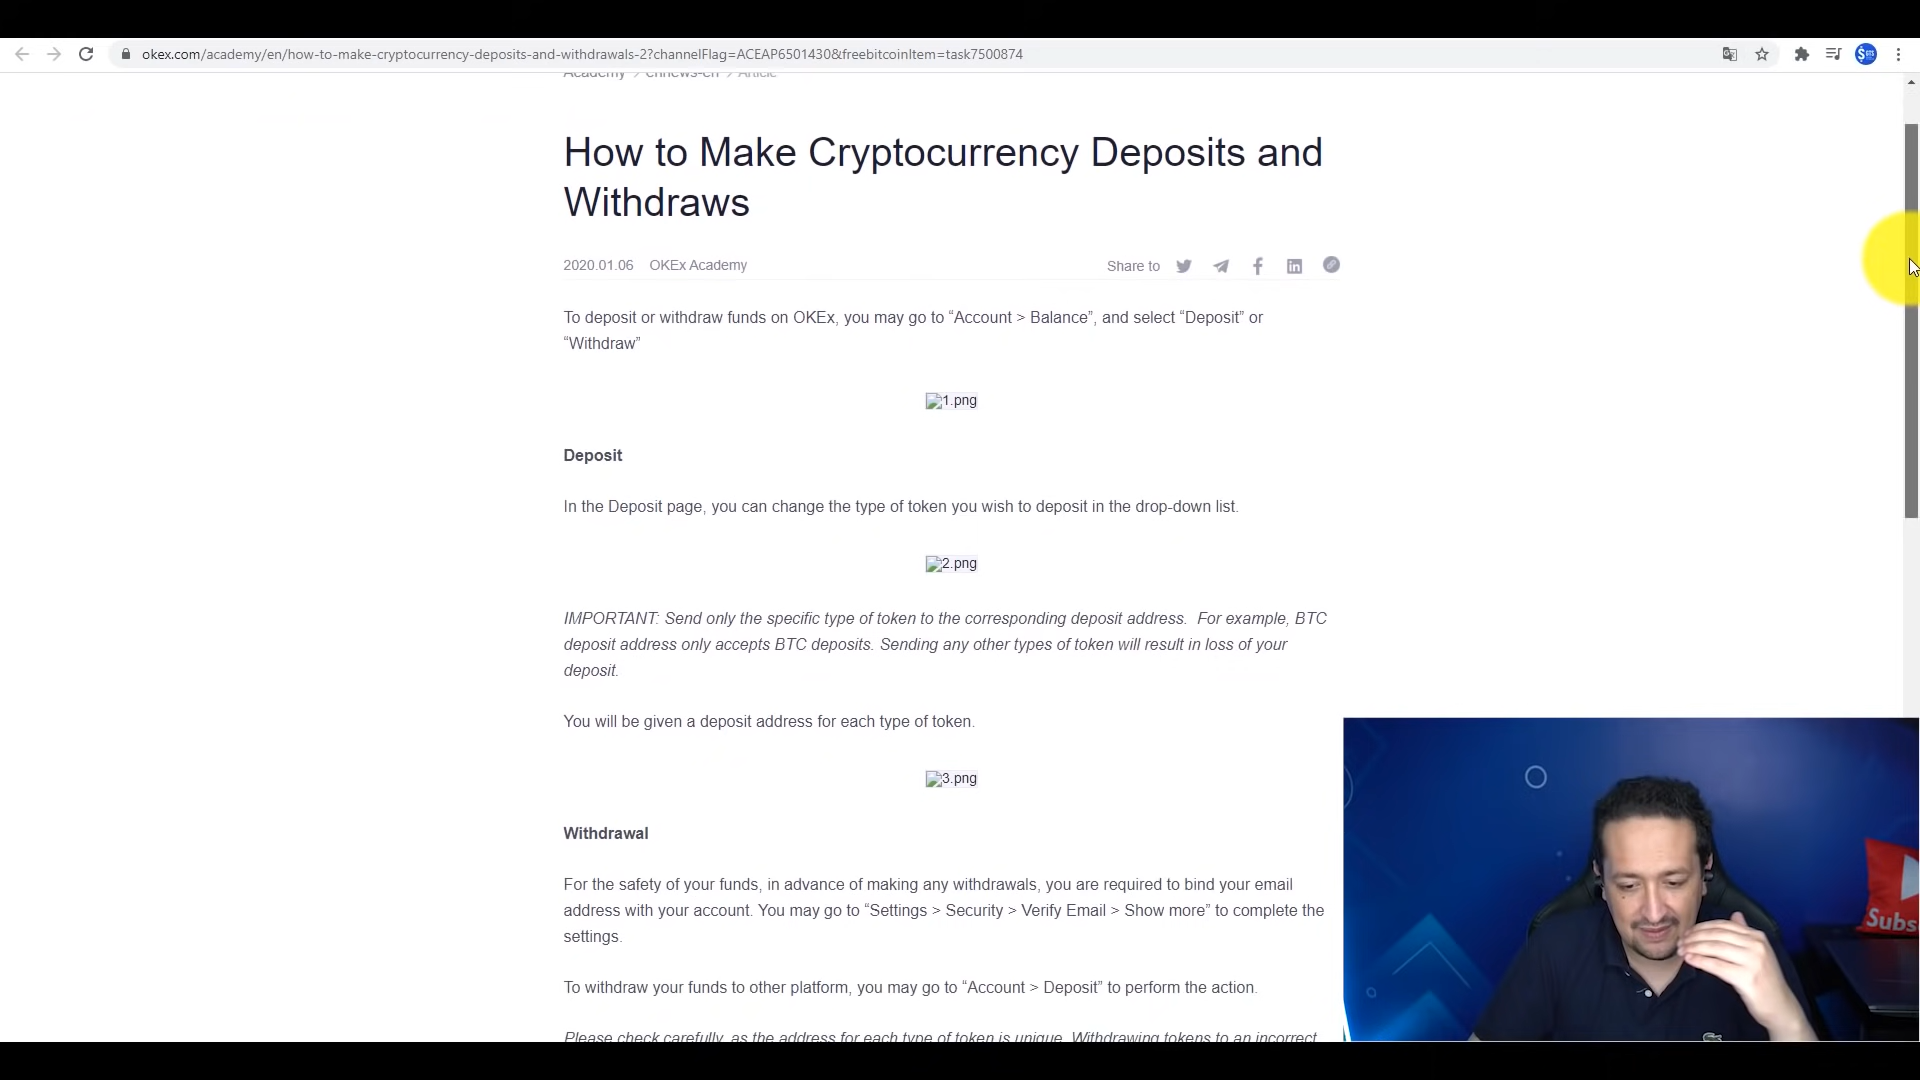 okex.com/academy/en/how-to-make-cryptocurrency-deposits-and-withdrawals-2?channelFlag=ACEAP6501430&freebitcoinItem=task7500874
Academy > ennews-en > Article
How to Make Cryptocurrency Deposits and
Withdraws
2020.01.06 OKEx Academy
Share to
To deposit or withdraw funds on OKEx, you may go to “Account > Balance”, and select “Deposit” or
“Withdraw”
1.png
Deposit
In the Deposit page, you can change the type of token you wish to deposit in the drop-down list.
2.png
IMPORTANT: Send only the specific type of token to the corresponding deposit address.  For example, BTC
deposit address only accepts BTC deposits. Sending any other types of token will result in loss of your
deposit.
You will be given a deposit address for each type of token.
3.png
Withdrawal
For the safety of your funds, in advance of making any withdrawals, you are required to bind your email
address with your account. You may go to “Settings > Security > Verify Email > Show more” to complete the
settings.
To withdraw your funds to other platform, you may go to “Account > Deposit” to perform the action.
Please check carefully, as the address for each type of token is unique. Withdrawing tokens to an incorrect
Subs